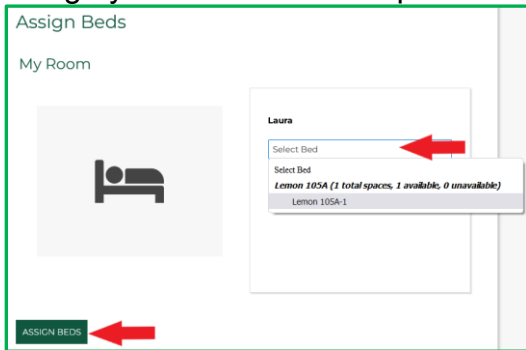 Assign Beds
My Room
Laura
Select Bed
Select Bed
Lemon 105A (1 total spaces, 1 available, 0 unavailable)
Lemon 105A-1
ASSIGN BEDS